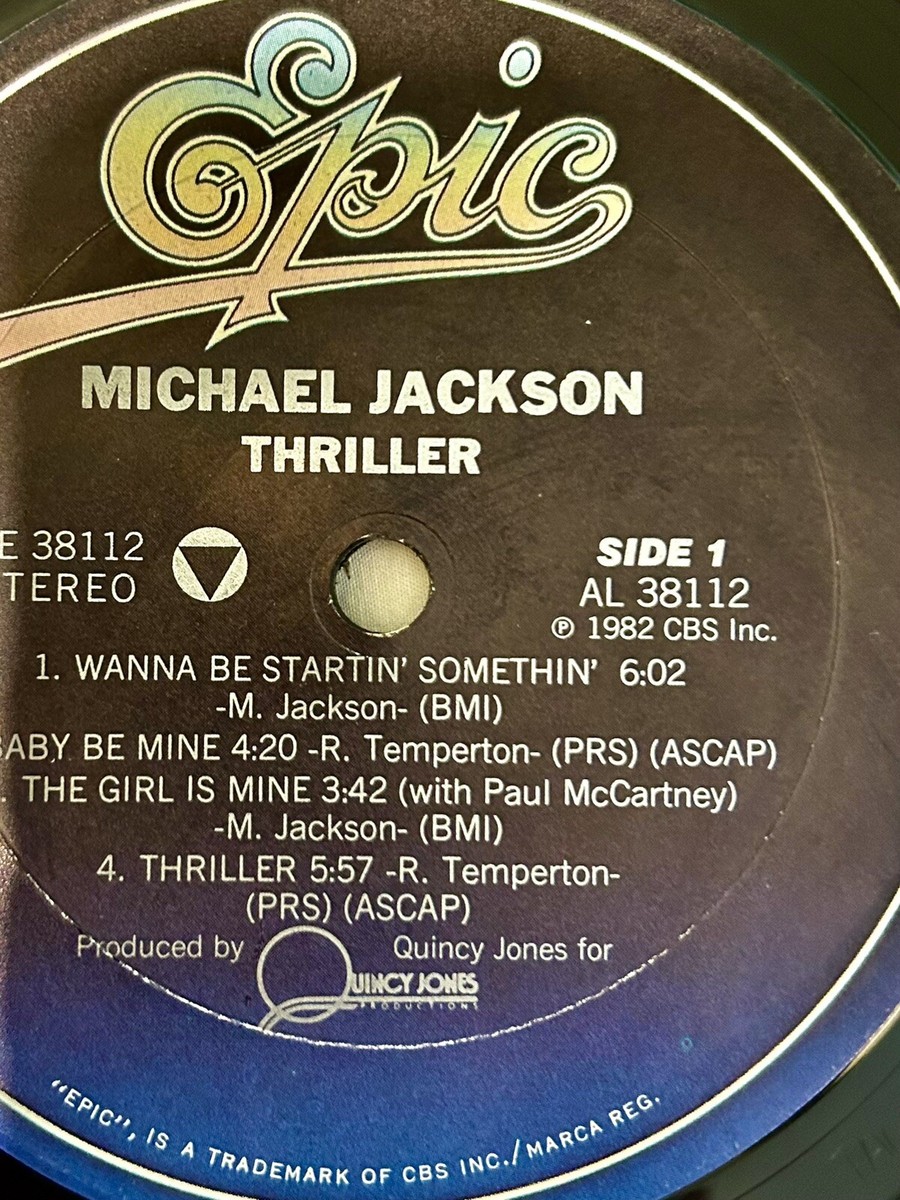 Epic
MICHAEL JACKSON
THRILLER
E 38112
TEREO
SIDE 1
AL 38112
℗ 1982 CBS Inc.
1. WANNA BE STARTIN' SOMETHIN' 6:02
-M. Jackson- (BMI)
BABY BE MINE 4:20 -R. Temperton- (PRS) (ASCAP)
. THE GIRL IS MINE 3:42 (with Paul McCartney)
-M. Jackson- (BMI)
4. THRILLER 5:57 -R. Temperton-
(PRS) (ASCAP)
Produced by Quincy Jones for
QUINCY JONES
PRODUCTIONS
"EPIC", IS A TRADEMARK OF CBS INC./MARCA REG.